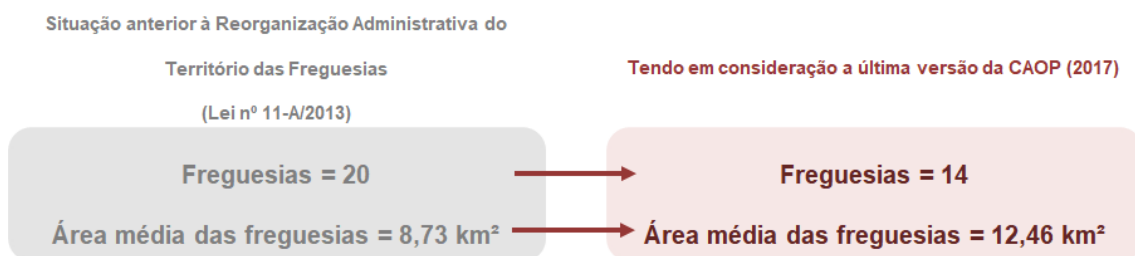 Situação anterior à Reorganização Administrativa do
Território das Freguesias
(Lei nº 11-A/2013)
Tendo em consideração a última versão da CAOP (2017)
Freguesias = 20
Freguesias = 14
Área média das freguesias = 8,73 km²
Área média das freguesias = 12,46 km²